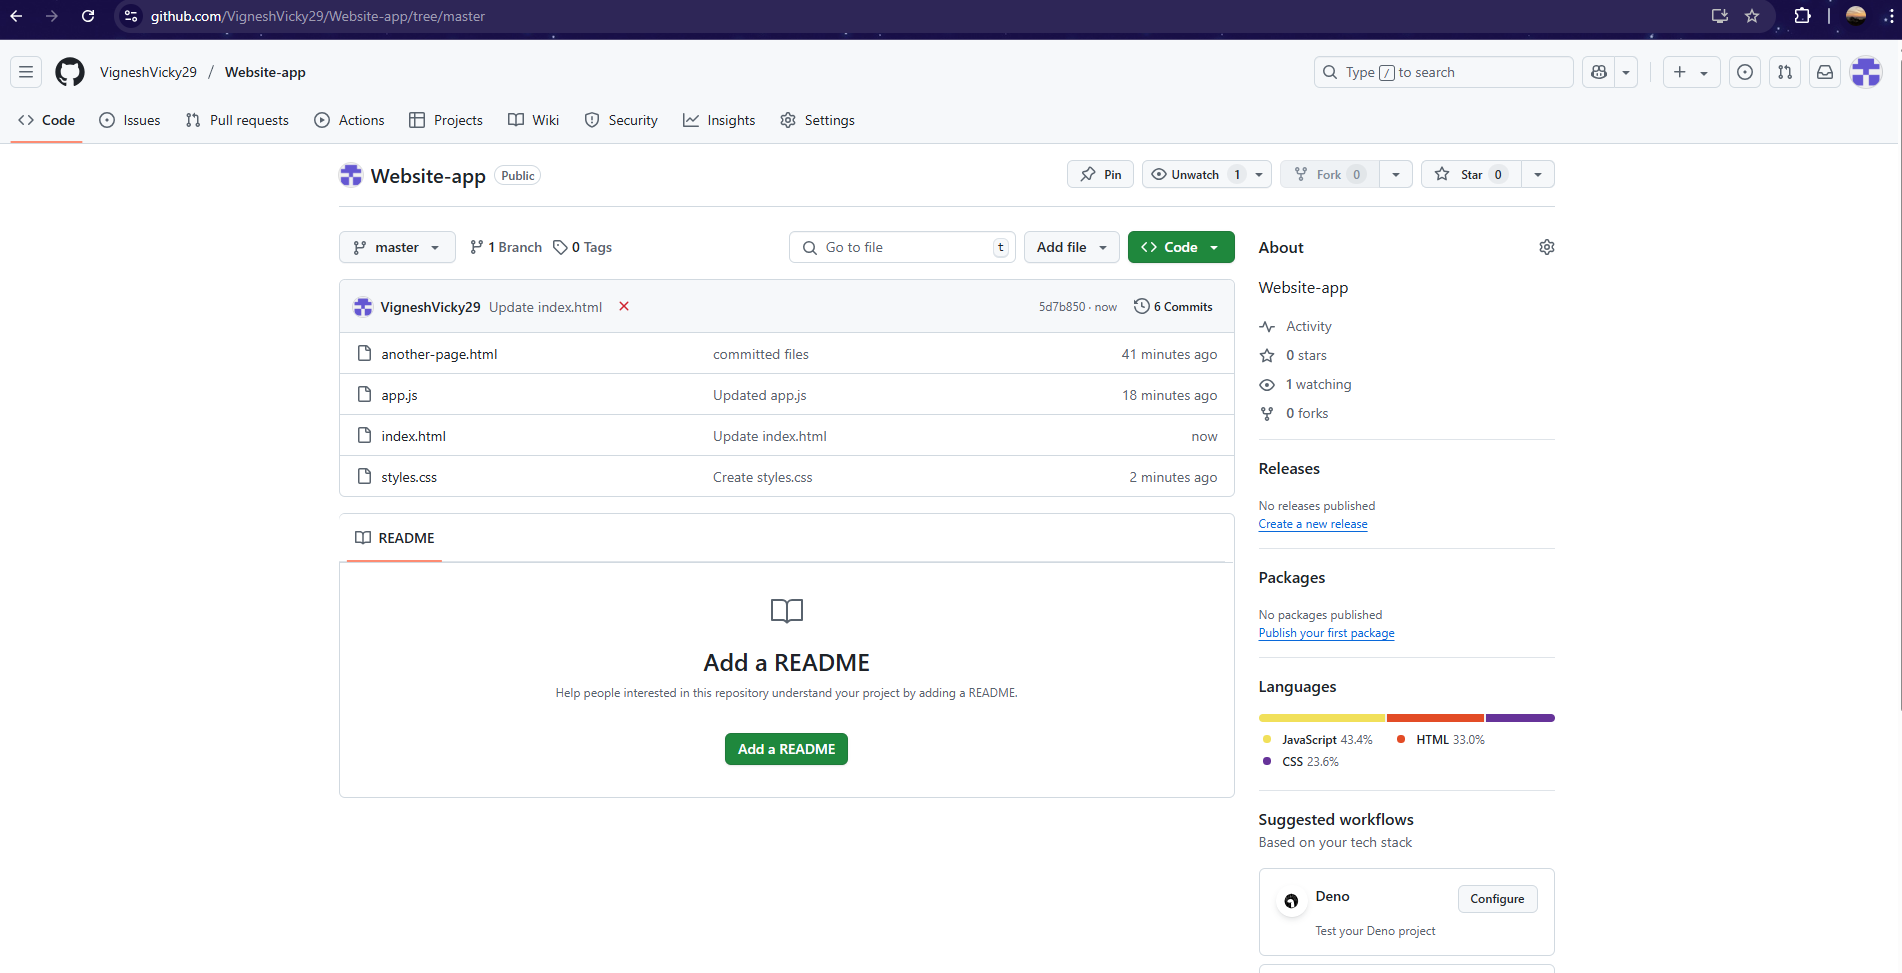 github.com/VigneshVicky29/Website-app/tree/master
VigneshVicky29 / Website-app
Type / to search
Code Issues Pull requests Actions Projects Wiki Security Insights Settings
Website-app Public
Pin Unwatch 1 Fork 0 Star 0
master 1 Branch 0 Tags Go to file t Add file Code
VigneshVicky29 Update index.html 5d7b850 · now 6 Commits
another-page.html committed files 41 minutes ago
app.js Updated app.js 18 minutes ago
index.html Update index.html now
styles.css Create styles.css 2 minutes ago
README
Add a README
Help people interested in this repository understand your project by adding a README.
Add a README
About
Website-app
Activity
0 stars
1 watching
0 forks
Releases
No releases published
Create a new release
Packages
No packages published
Publish your first package
Languages
JavaScript 43.4% HTML 33.0%
CSS 23.6%
Suggested workflows
Based on your tech stack
Deno Configure
Test your Deno project